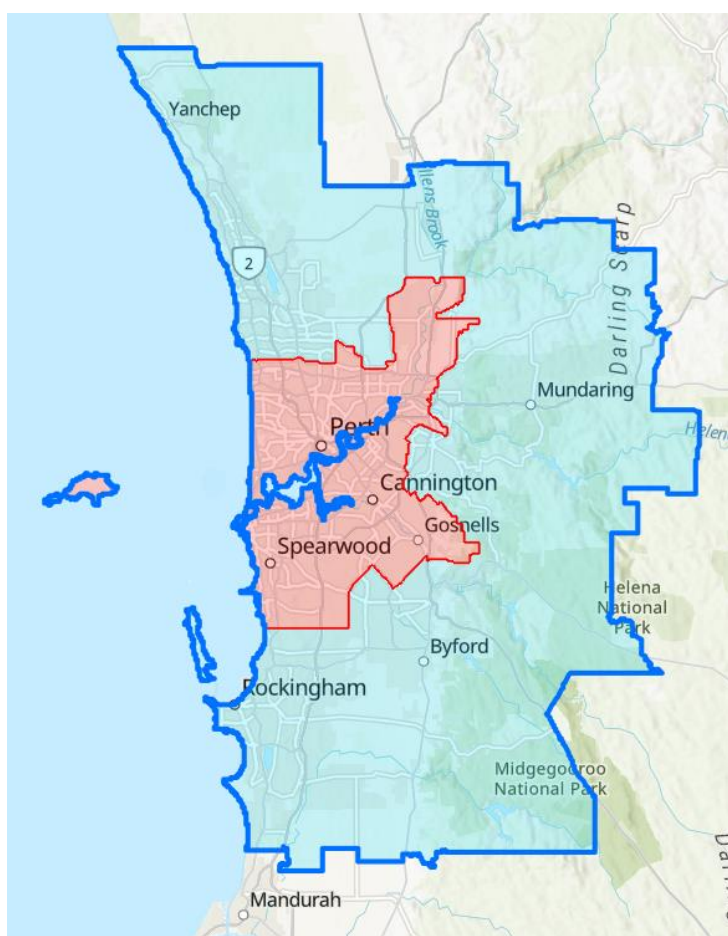 Yanchep
llens Brook
2
Darling Scarp
Mundaring
Perth
Helena
Cannington
Gosnells
Spearwood
Helena
National
Park
Byford
Rockingham
Midgegooroo
National Park
Mandurah